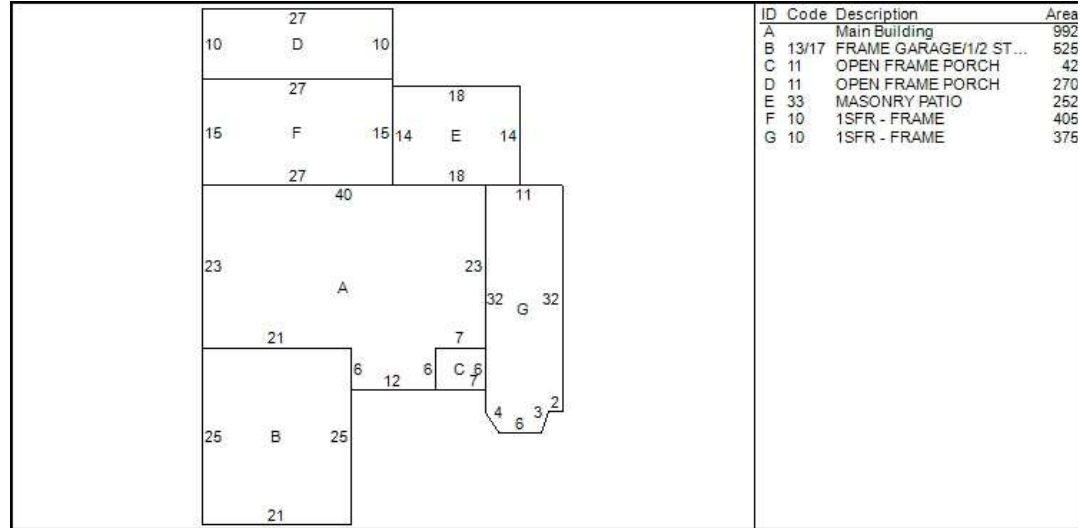 27
10 D 10
27
18
15 F 15 14 E 14
27 18
40 11
23 23
A
32 G 32
21 7
6 6 C 6
12 7
2
4 3
6
25 B 25
21
ID Code Description Area
A Main Building 992
B 13/17 FRAME GARAGE/1/2 ST... 525
C 11 OPEN FRAME PORCH 42
D 11 OPEN FRAME PORCH 270
E 33 MASONRY PATIO 252
F 10 1SFR - FRAME 405
G 10 1SFR - FRAME 375